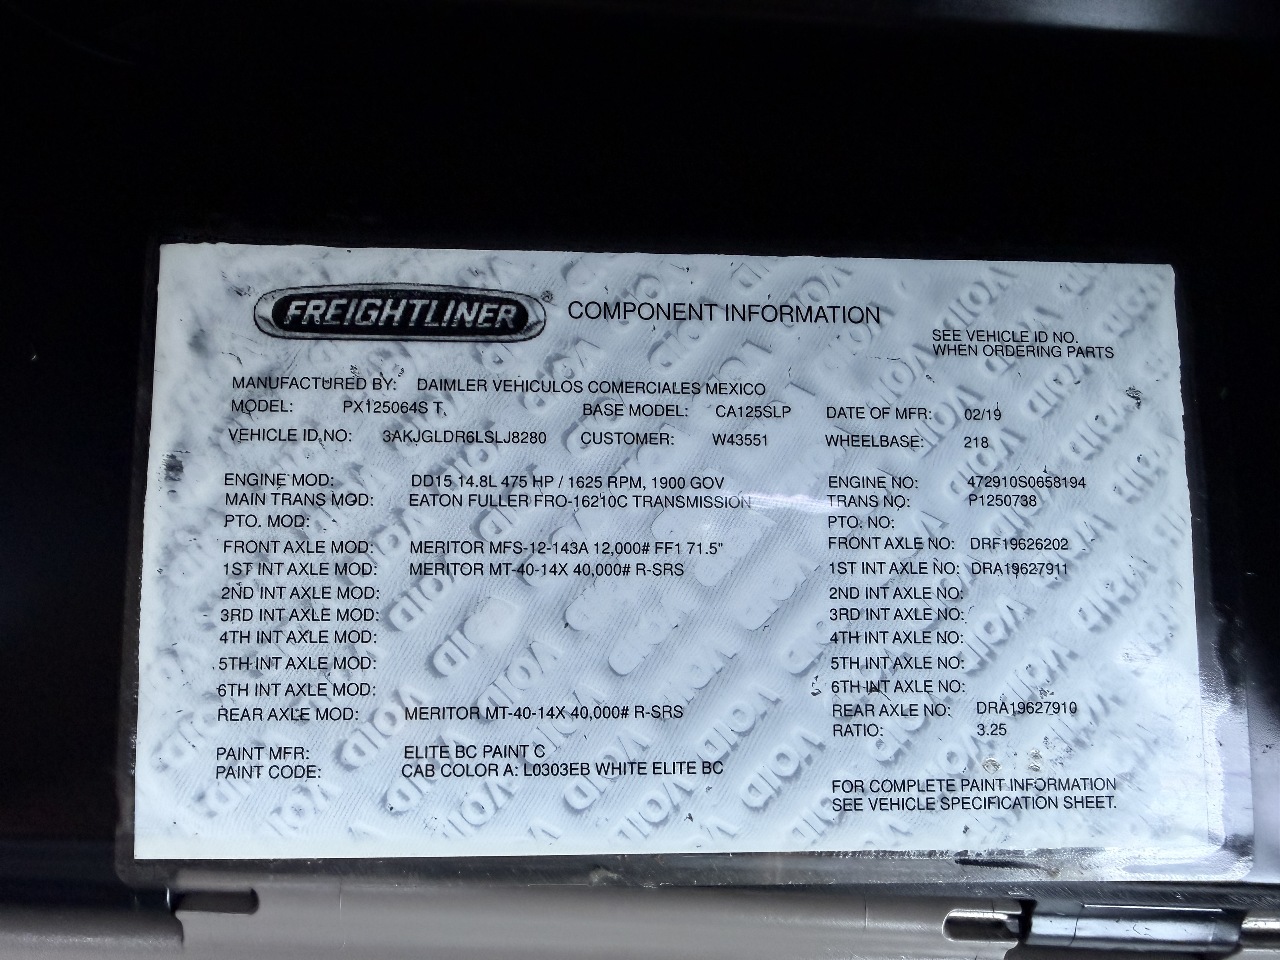 FREIGHTLINER ® COMPONENT INFORMATION
SEE VEHICLE ID NO.
WHEN ORDERING PARTS
MANUFACTURED BY: DAIMLER VEHICULOS COMERCIALES MEXICO
MODEL: PX125064S T BASE MODEL: CA125SLP DATE OF MFR: 02/19
VEHICLE ID NO: 3AKJGLDR6LSLJ8280 CUSTOMER: W43551 WHEELBASE: 218
ENGINE MOD: DD15 14.8L 475 HP / 1625 RPM, 1900 GOV ENGINE NO: 472910S0658194
MAIN TRANS MOD: EATON FULLER FRO-16210C TRANSMISSION TRANS NO: P1250738
PTO. MOD: PTO. NO:
FRONT AXLE MOD: MERITOR MFS-12-143A 12,000# FF1 71.5" FRONT AXLE NO: DRF19626202
1ST INT AXLE MOD: MERITOR MT-40-14X 40,000# R-SRS 1ST INT AXLE NO: DRA19627911
2ND INT AXLE MOD: 2ND INT AXLE NO:
3RD INT AXLE MOD: 3RD INT AXLE NO:
4TH INT AXLE MOD: 4TH INT AXLE NO:
5TH INT AXLE MOD: 5TH INT AXLE NO:
6TH INT AXLE MOD: 6TH INT AXLE NO:
REAR AXLE MOD: MERITOR MT-40-14X 40,000# R-SRS REAR AXLE NO: DRA19627910
RATIO: 3.25
PAINT MFR: ELITE BC PAINT C
PAINT CODE: CAB COLOR A: L0303EB WHITE ELITE BC
FOR COMPLETE PAINT INFORMATION
SEE VEHICLE SPECIFICATION SHEET.